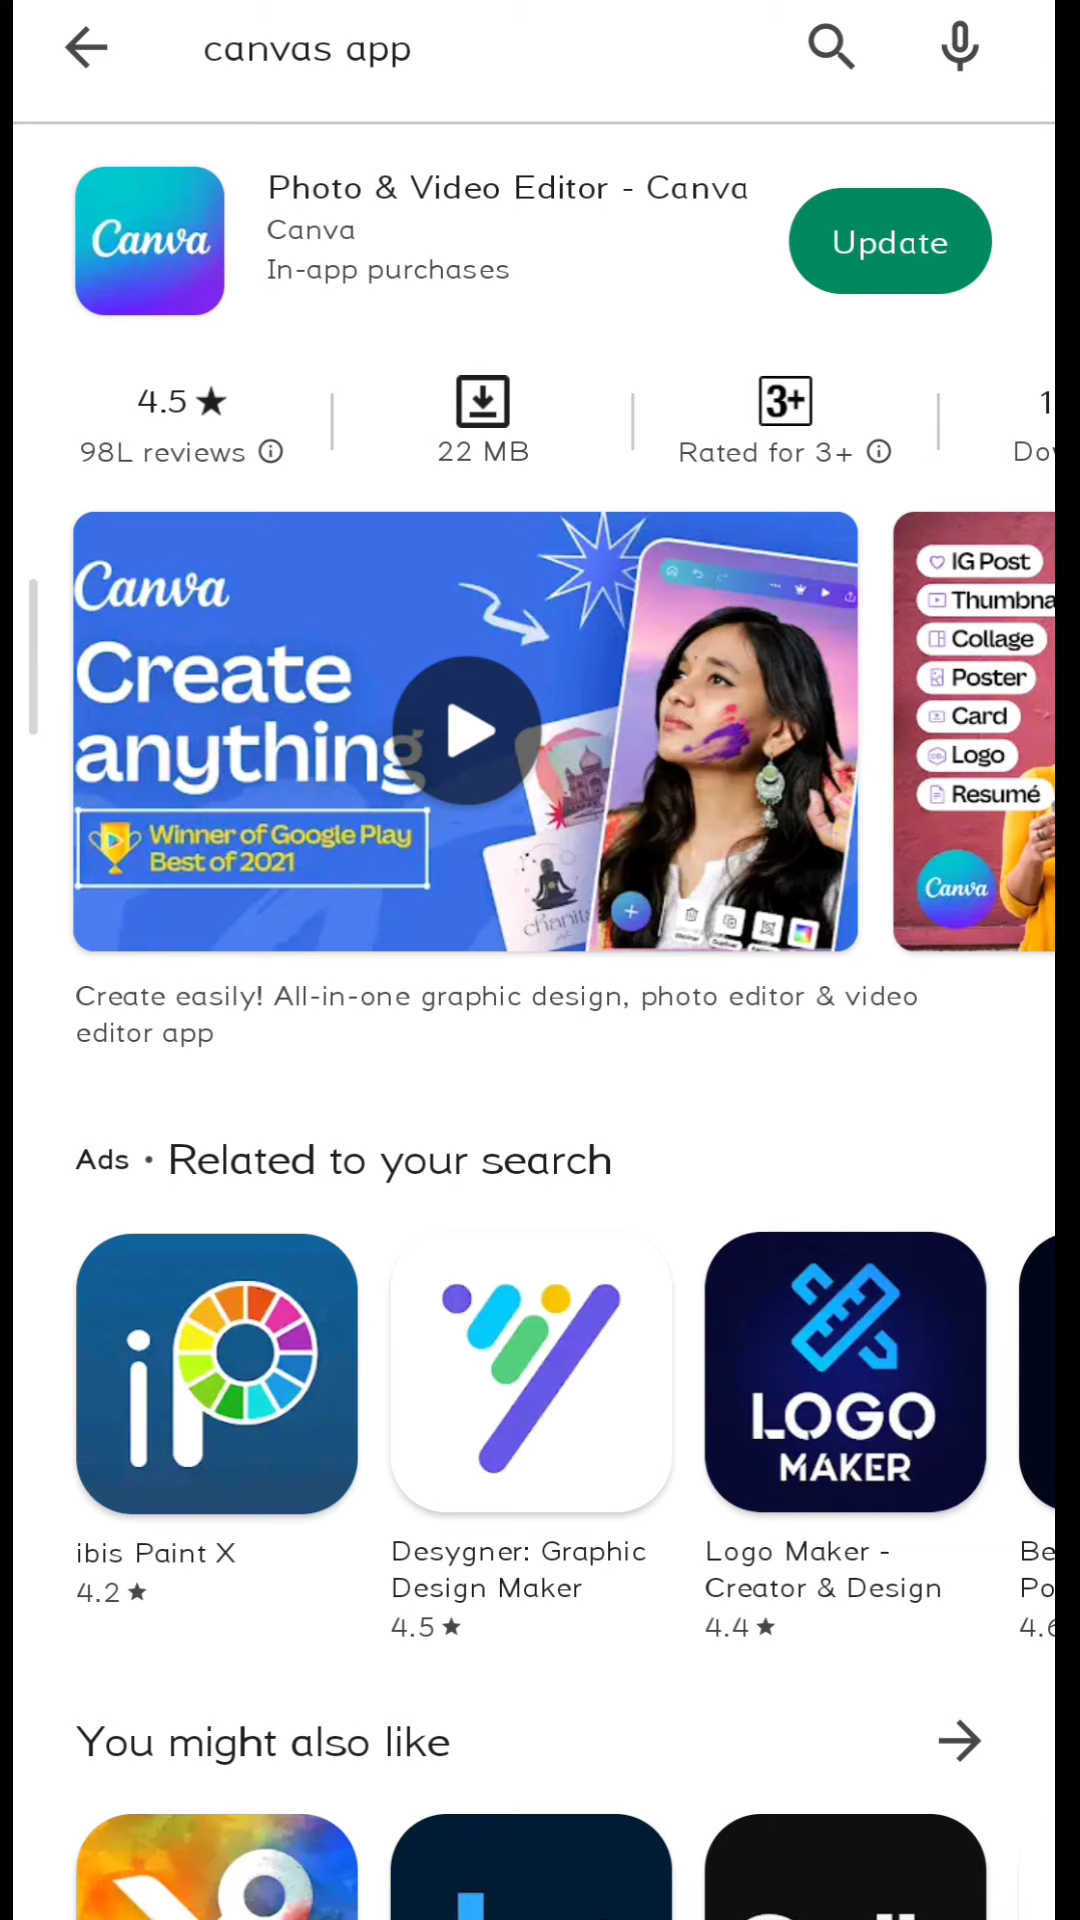 canvas app
Canva
Photo & Video Editor - Canva
Canva
In-app purchases
Update
4.5 ★
98L reviews
22 MB
3+
Rated for 3+
Canva
Create
anything
Winner of Google Play
Best of 2021
IG Post
Collage
Poster
Card
Logo
Resumé
Canva
Create easily! All-in-one graphic design, photo editor & video
editor app
Ads • Related to your search
iP
LOGO
MAKER
ibis Paint X
4.2 ★
Desygner: Graphic
Design Maker
4.5 ★
Logo Maker -
Creator & Design
4.4 ★
You might also like